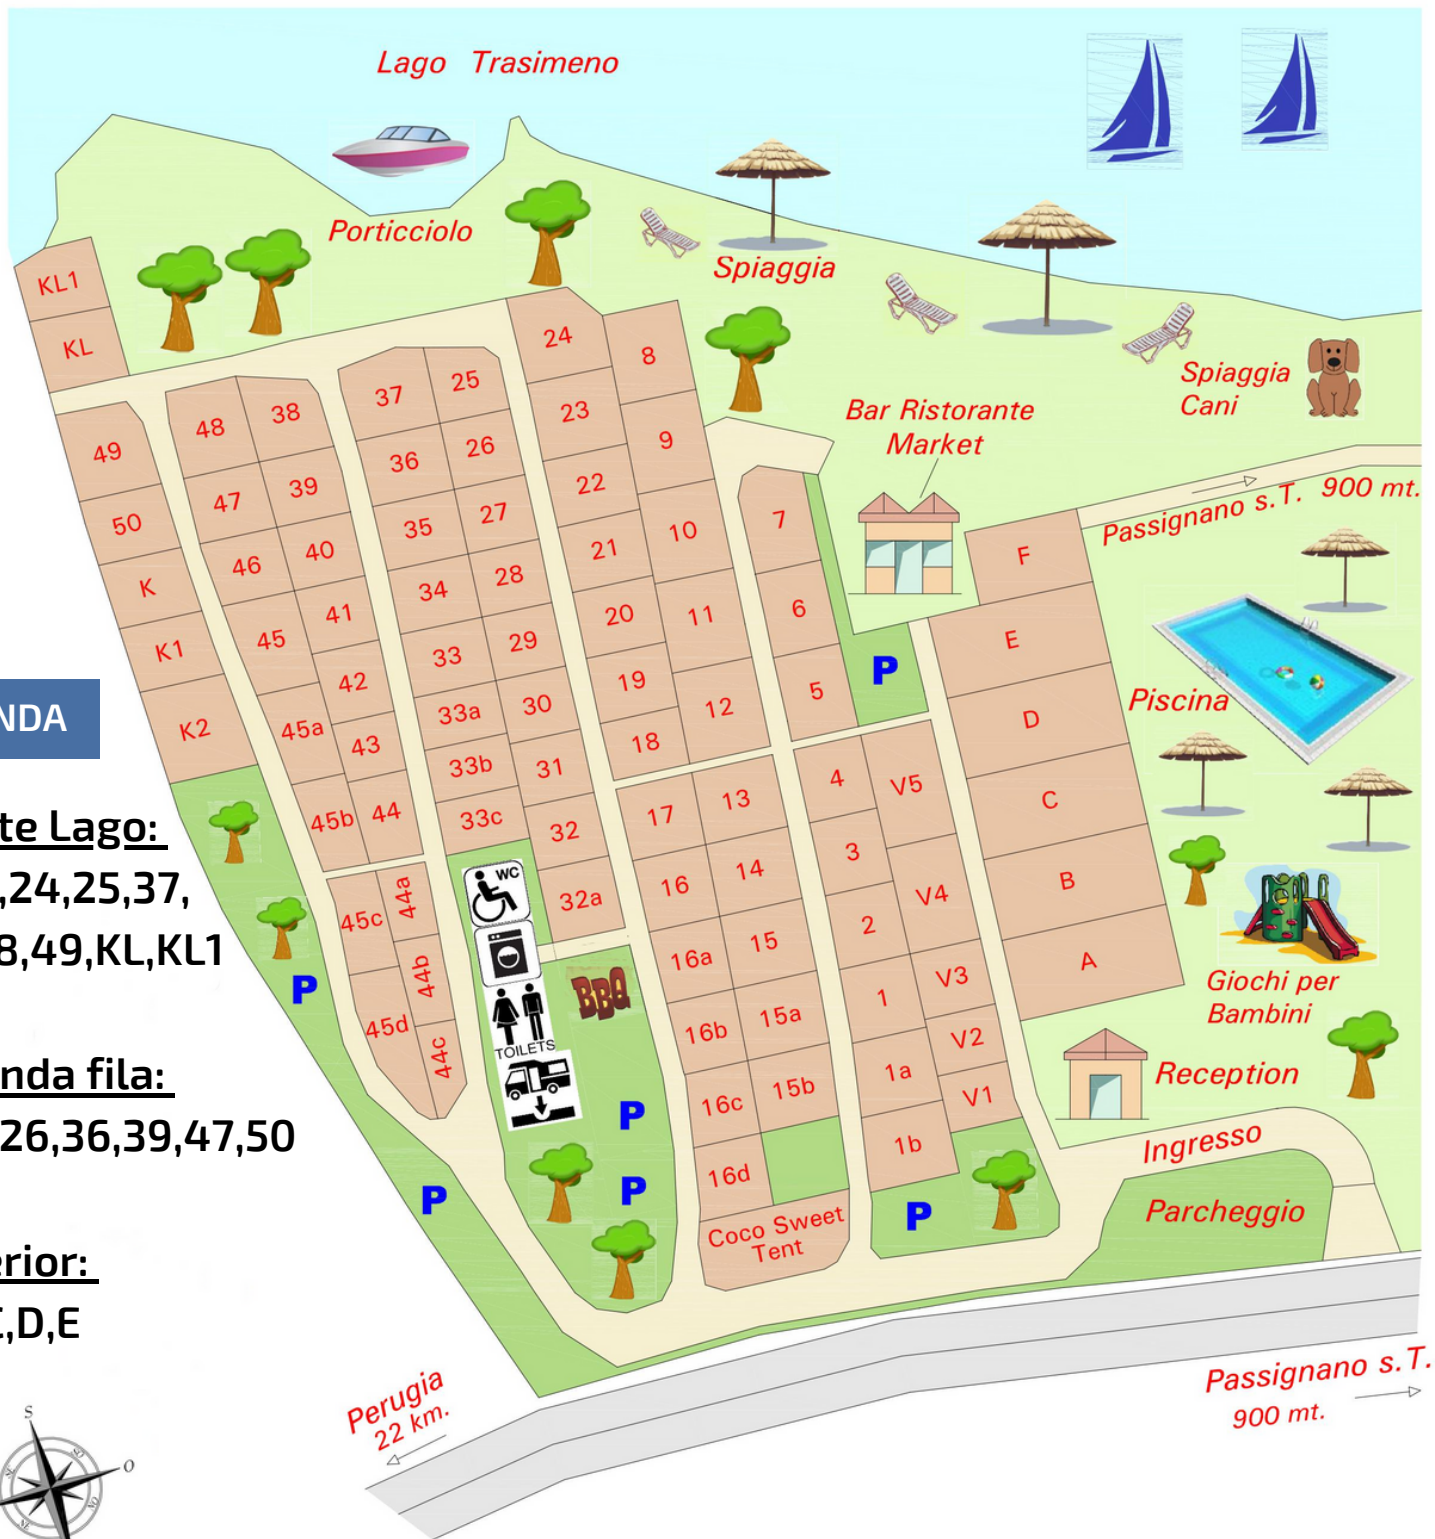 Lago Trasimeno
Porticciolo
Spiaggia
Spiaggia
Cani
Bar Ristorante
Market
Passignano s.T. 900 mt.
Piscina
Giochi per
Bambini
Reception
Ingresso
Parcheggio
Passignano s.T.
900 mt.
Perugia
22 km.
KL1
KL
49
50
K
K1
K2
48
38
47
39
46
40
45
41
42
45a
43
45b
44
45c
44a
44b
45d
44c
37
25
36
26
35
27
34
28
33
29
33a
30
33b
31
33c
32
32a
24
8
23
9
22
10
21
20
11
19
12
18
7
6
5
P
17
13
16
14
16a
15
16b
15a
16c
15b
16d
Coco Sweet
Tent
4
V5
3
V4
2
1
V3
V2
1a
V1
1b
P
F
E
D
C
B
A
WC
TOILETS
BBQ
P
P
P
P
NDA
te Lago:
,24,25,37,
8,49,KL,KL1
nda fila:
26,36,39,47,50
erior:
,D,E
S
SO
O
NO
SE